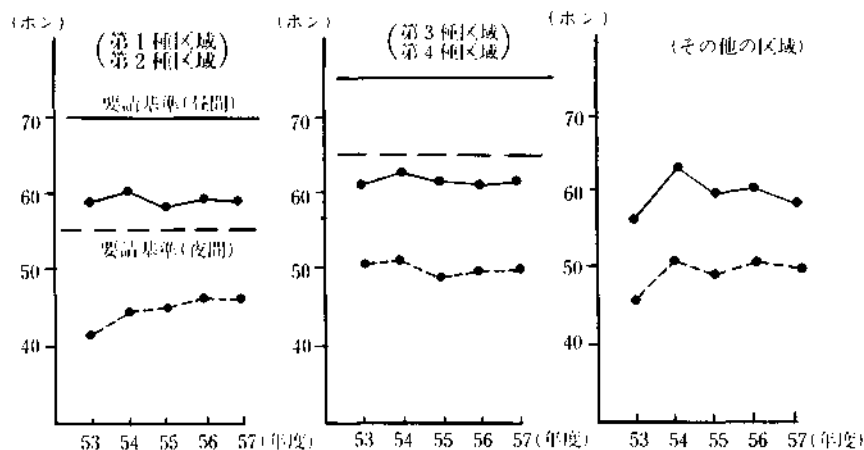 (ホン)
(第1種区域
第2種区域)
要請基準(昼間)
70
60
要請基準(夜間)
50
40
53 54 55 56 57(年度)
(ホン)
(第3種区域
第4種区域)
70
60
50
40
53 54 55 56 57(年度)
(ホン)
(その他の区域)
70
60
50
40
53 54 55 56 57(年度)